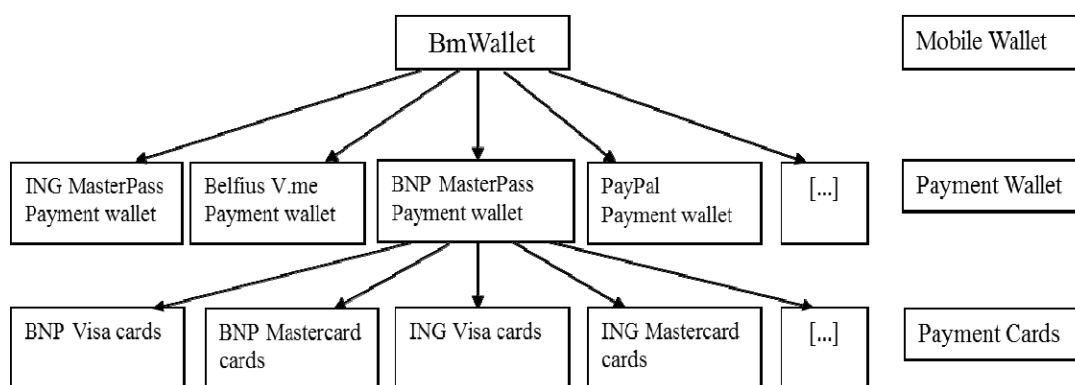 BmWallet
Mobile Wallet
ING MasterPass
Payment wallet
Belfius V.me
Payment wallet
BNP MasterPass
Payment wallet
PayPal
Payment wallet
[...]
Payment Wallet
BNP Visa cards
BNP Mastercard
cards
ING Visa cards
ING Mastercard
cards
[...]
Payment Cards